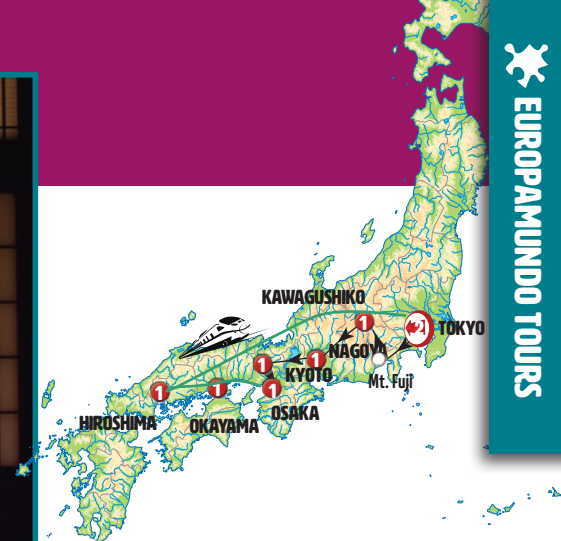 EUROPAMUNDO TOURS
KAWAGUSHIKO
1
2
TOKYO
NAGOYA
1
1
KYOTO
Mt. Fuji
1
1
1
OSAKA
HIROSHIMA
OKAYAMA